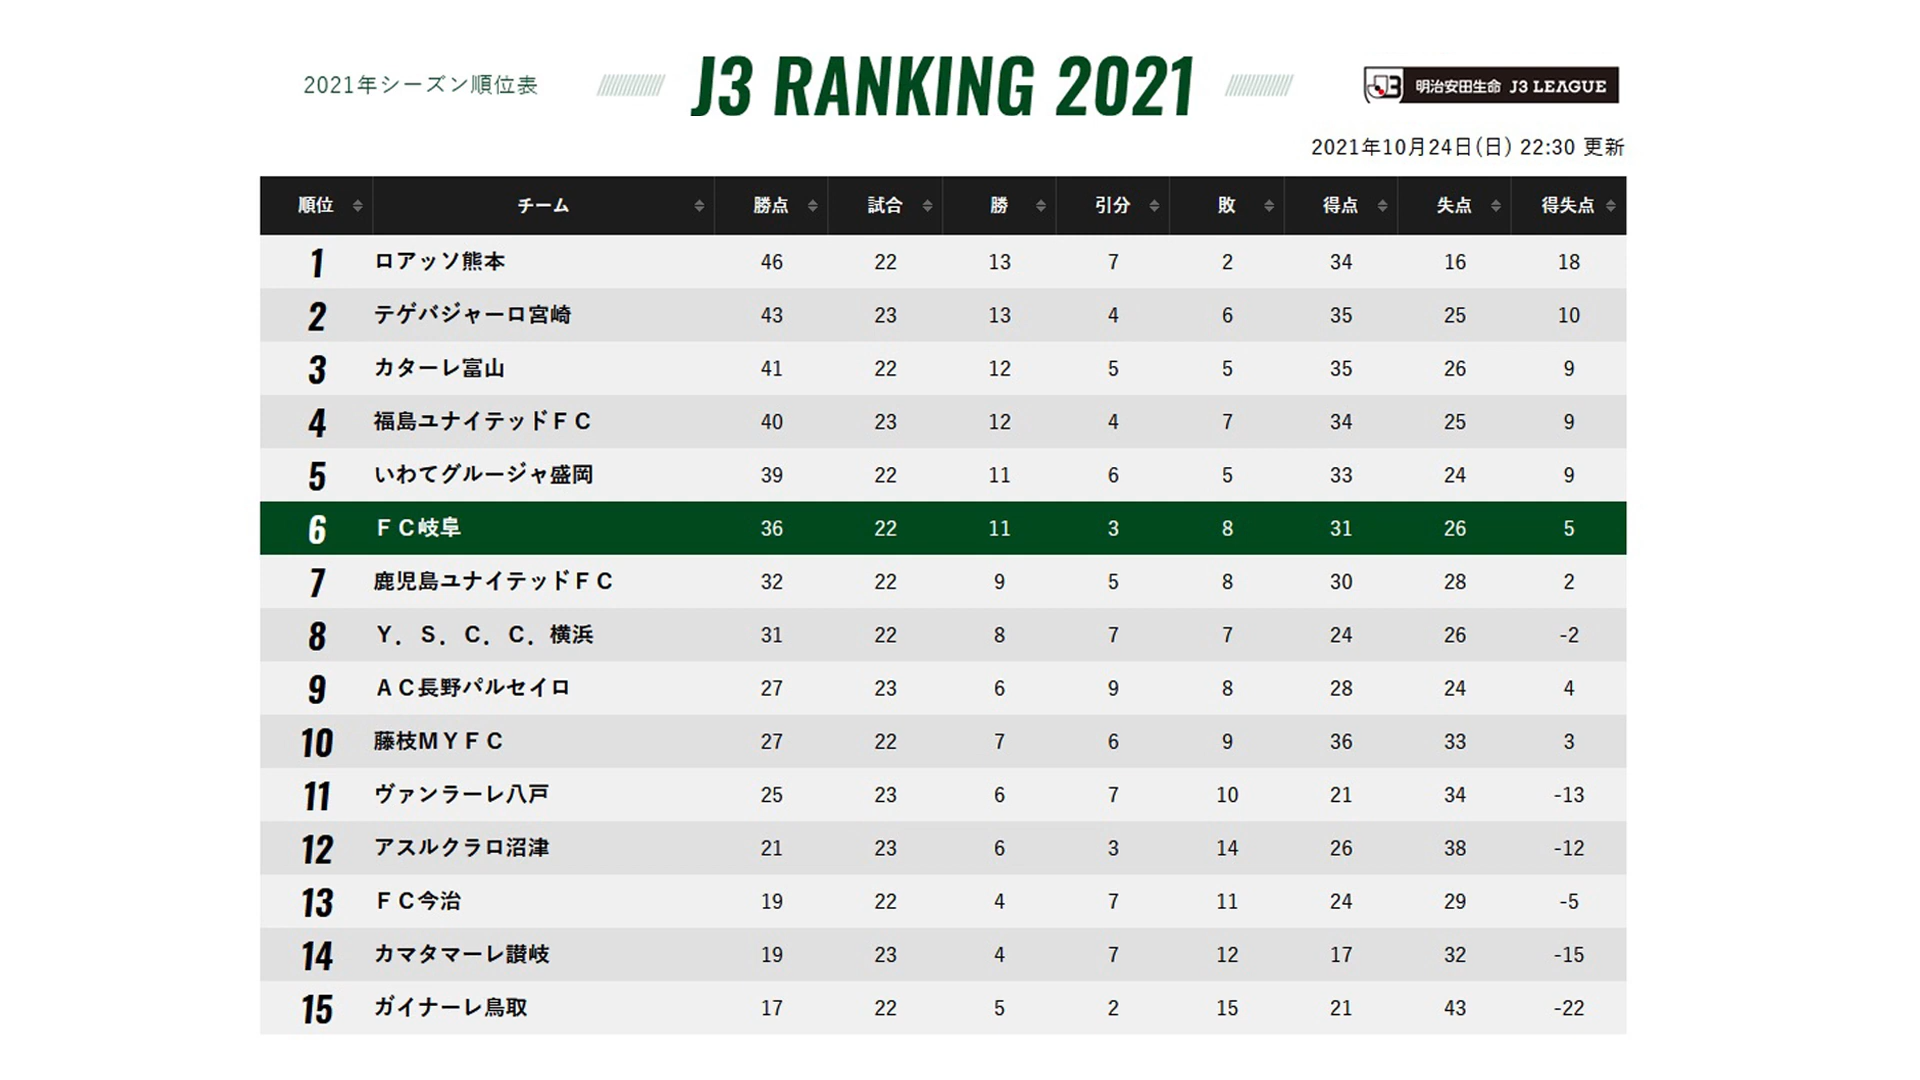 2021年シーズン順位表
J3 RANKING 2021
J3 明治安田生命 J3 LEAGUE
2021年10月24日(日) 22:30 更新
順位 チーム 勝点 試合 勝 引分 敗 得点 失点 得失点
1 ロアッソ熊本 46 22 13 7 2 34 16 18
2 テゲバジャーロ宮崎 43 23 13 4 6 35 25 10
3 カターレ富山 41 22 12 5 5 35 26 9
4 福島ユナイテッドＦＣ 40 23 12 4 7 34 25 9
5 いわてグルージャ盛岡 39 22 11 6 5 33 24 9
6 ＦＣ岐阜 36 22 11 3 8 31 26 5
7 鹿児島ユナイテッドＦＣ 32 22 9 5 8 30 28 2
8 Ｙ．Ｓ．Ｃ．Ｃ．横浜 31 22 8 7 7 24 26 -2
9 ＡＣ長野パルセイロ 27 23 6 9 8 28 24 4
10 藤枝ＭＹＦＣ 27 22 7 6 9 36 33 3
11 ヴァンラーレ八戸 25 23 6 7 10 21 34 -13
12 アスルクラロ沼津 21 23 6 3 14 26 38 -12
13 ＦＣ今治 19 22 4 7 11 24 29 -5
14 カマタマーレ讃岐 19 23 4 7 12 17 32 -15
15 ガイナーレ鳥取 17 22 5 2 15 21 43 -22